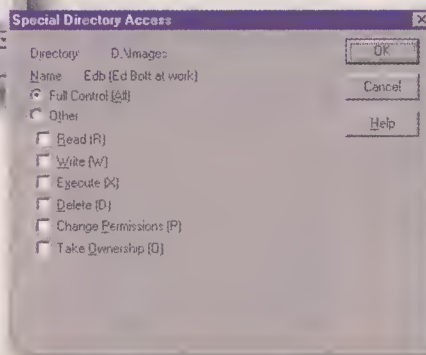 Special Directory Access
Directory: D:\Images
OK
Name: Edb (Ed Bott at work)
Cancel
Full Control (All)
Other
Help
Read (R)
Write (W)
Execute (X)
Delete (D)
Change Permissions (P)
Take Ownership (O)